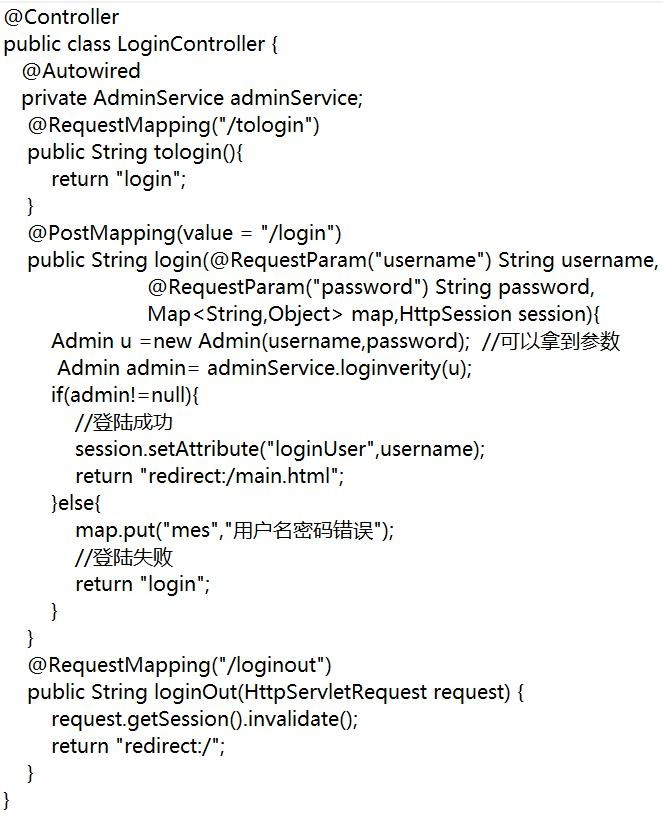 @Controller
public class LoginController {
@Autowired
private AdminService adminService;
@RequestMapping("/tologin")
public String tologin(){
return "login";
}
@PostMapping(value = "/login")
public String login(@RequestParam("username") String username,
@RequestParam("password") String password,
Map<String,Object> map,HttpSession session){
Admin u =new Admin(username,password);  //可以拿到参数
Admin admin= adminService.loginverity(u);
if(admin!=null){
//登陆成功
session.setAttribute("loginUser",username);
return "redirect:/main.html";
}else{
map.put("mes","用户名密码错误");
//登陆失败
return "login";
}
}
@RequestMapping("/loginout")
public String loginOut(HttpServletRequest request) {
request.getSession().invalidate();
return "redirect:/";
}
}